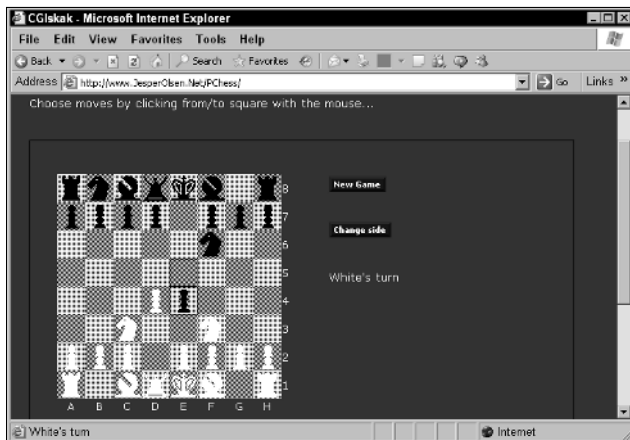 CGIskak - Microsoft Internet Explorer
File Edit View Favorites Tools Help
Back Search Favorites
Address http://www.JesperOlsen.Net/PChess/ Go Links »
Choose moves by clicking from/to square with the mouse...
New Game
Change side
White's turn
8
7
6
5
4
3
2
1
A B C D E F G H
White's turn Internet